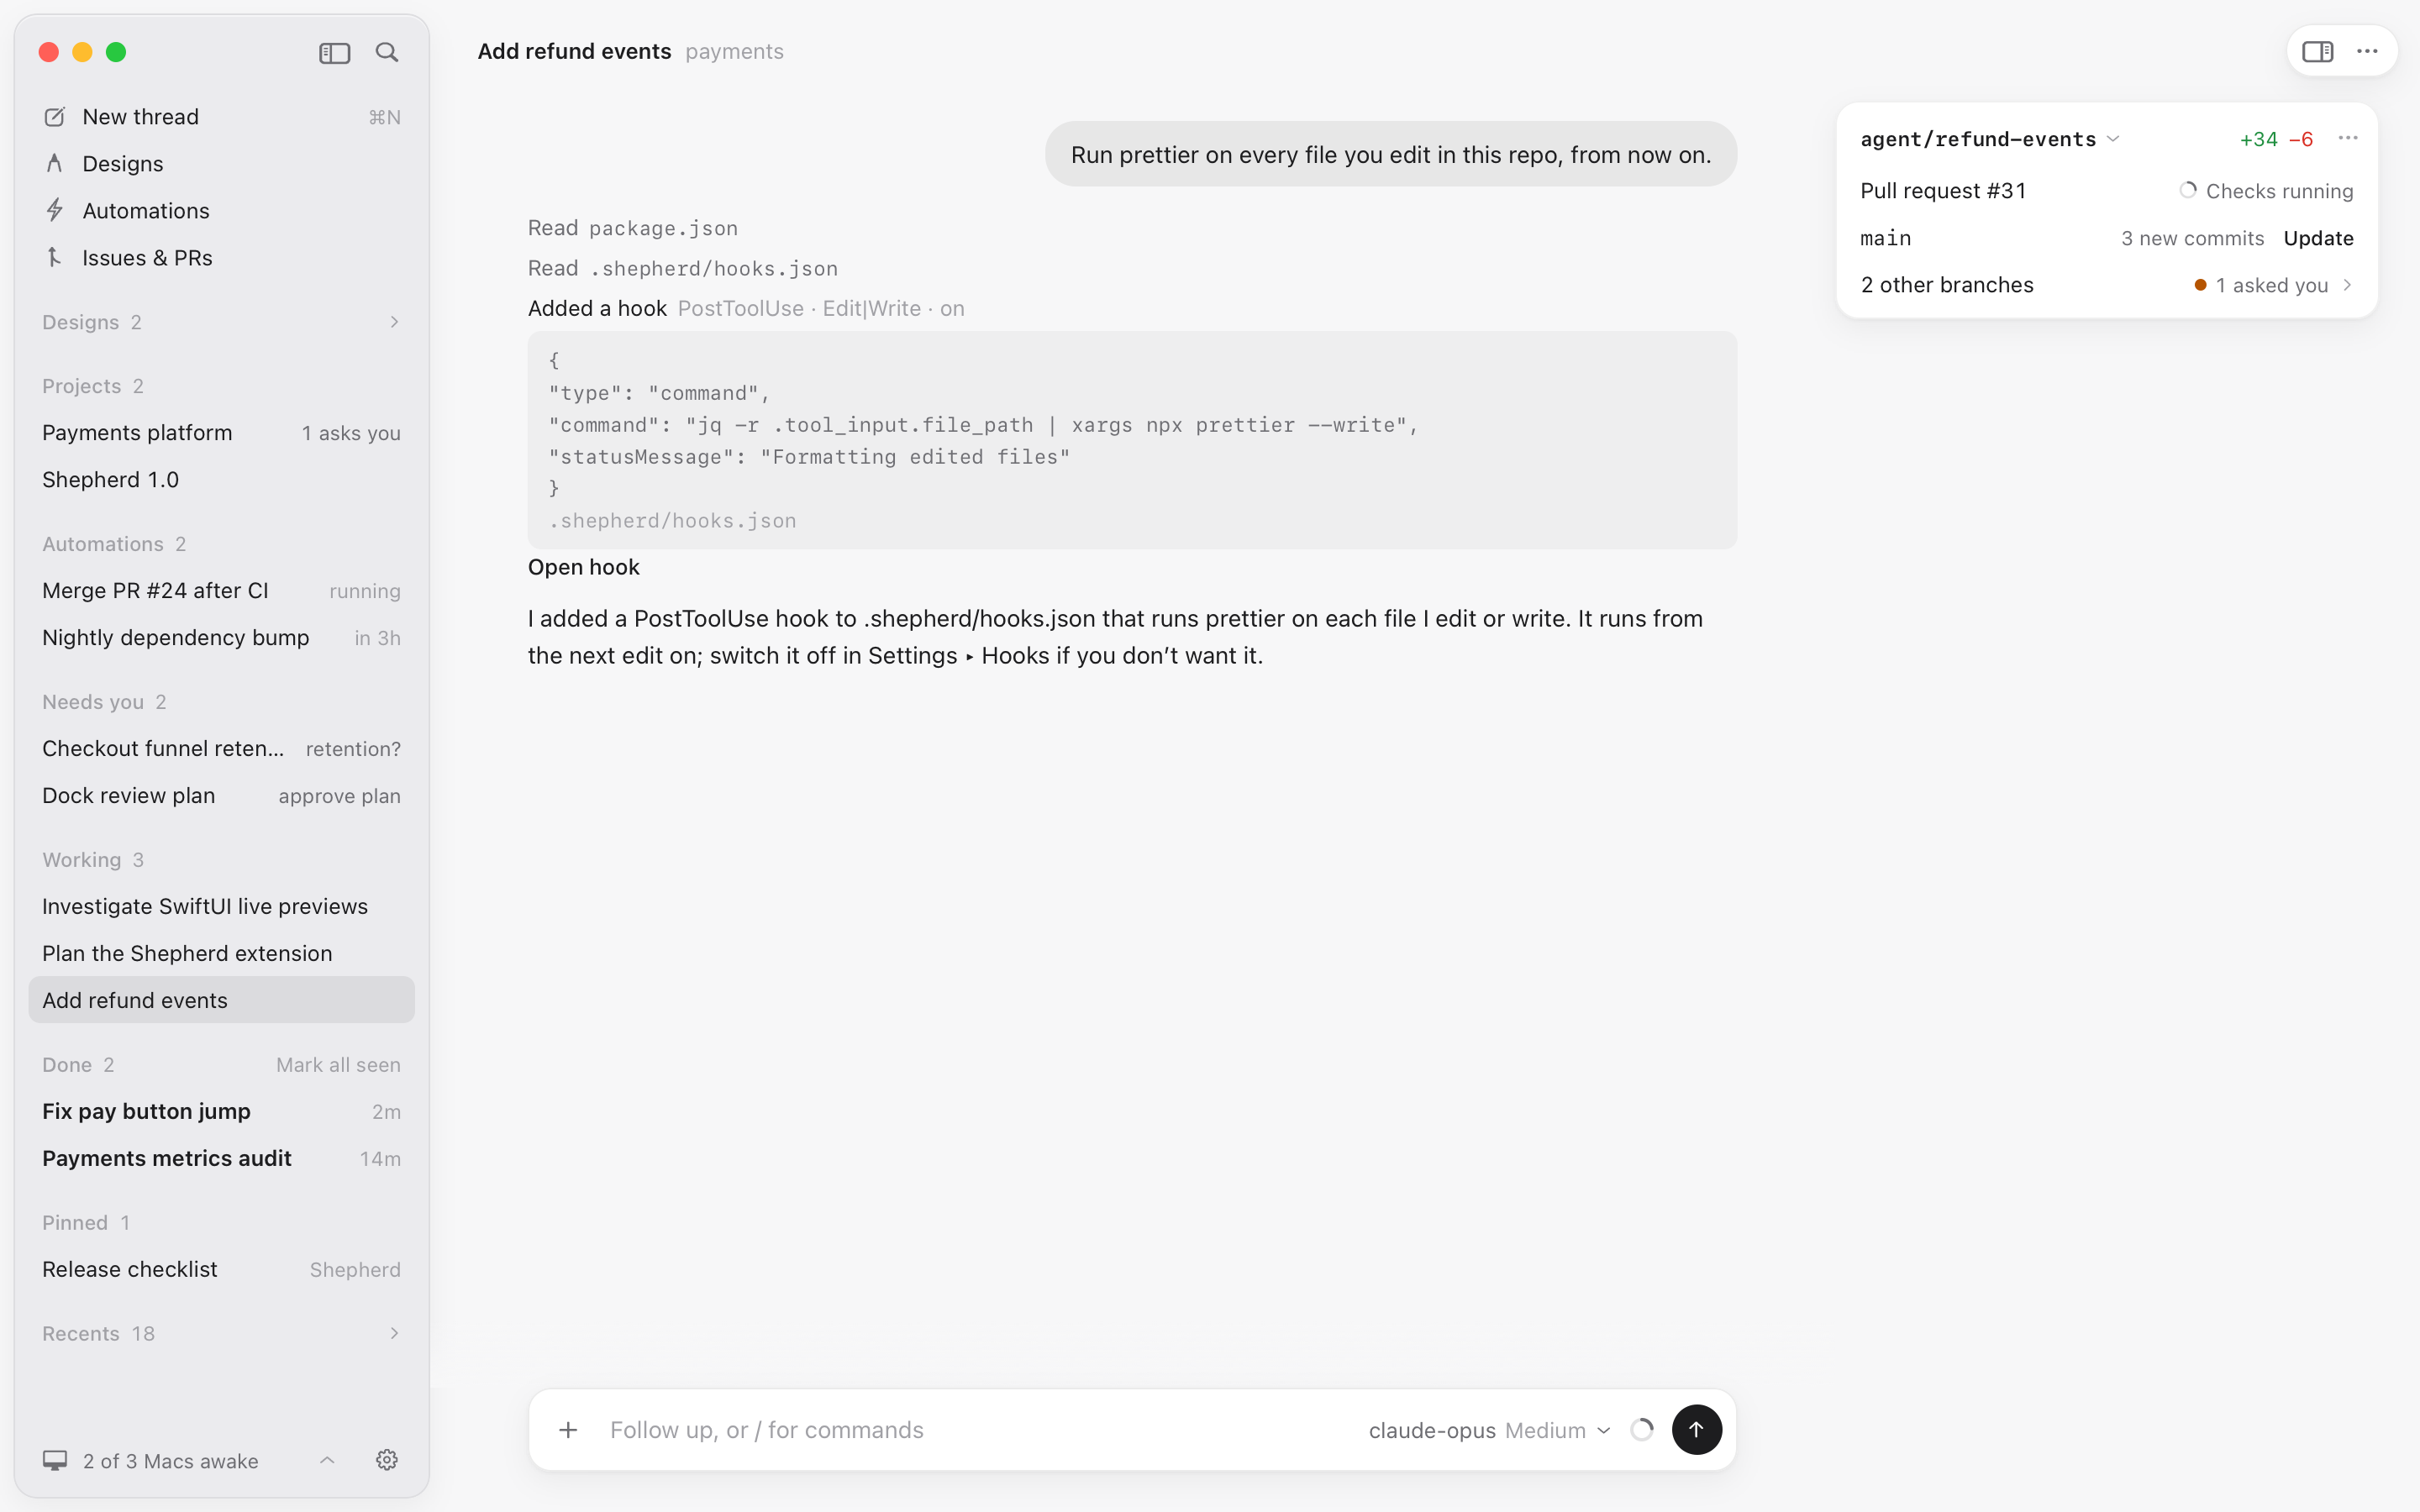 New thread ⌘N
Designs
Automations
Issues & PRs
Designs 2
Projects 2
Payments platform 1 asks you
Shepherd 1.0
Automations 2
Merge PR #24 after CI running
Nightly dependency bump in 3h
Needs you 2
Checkout funnel reten... retention?
Dock review plan approve plan
Working 3
Investigate SwiftUI live previews
Plan the Shepherd extension
Add refund events
Done 2 Mark all seen
Fix pay button jump 2m
Payments metrics audit 14m
Pinned 1
Release checklist Shepherd
Recents 18
2 of 3 Macs awake
Add refund events payments
Run prettier on every file you edit in this repo, from now on.
Read package.json
Read .shepherd/hooks.json
Added a hook PostToolUse · Edit|Write · on
{
"type": "command",
"command": "jq -r .tool_input.file_path | xargs npx prettier --write",
"statusMessage": "Formatting edited files"
}
.shepherd/hooks.json
Open hook
I added a PostToolUse hook to .shepherd/hooks.json that runs prettier on each file I edit or write. It runs from
the next edit on; switch it off in Settings ▸ Hooks if you don’t want it.
Follow up, or / for commands
claude-opus Medium
agent/refund-events +34 −6
Pull request #31 Checks running
main 3 new commits Update
2 other branches 1 asked you